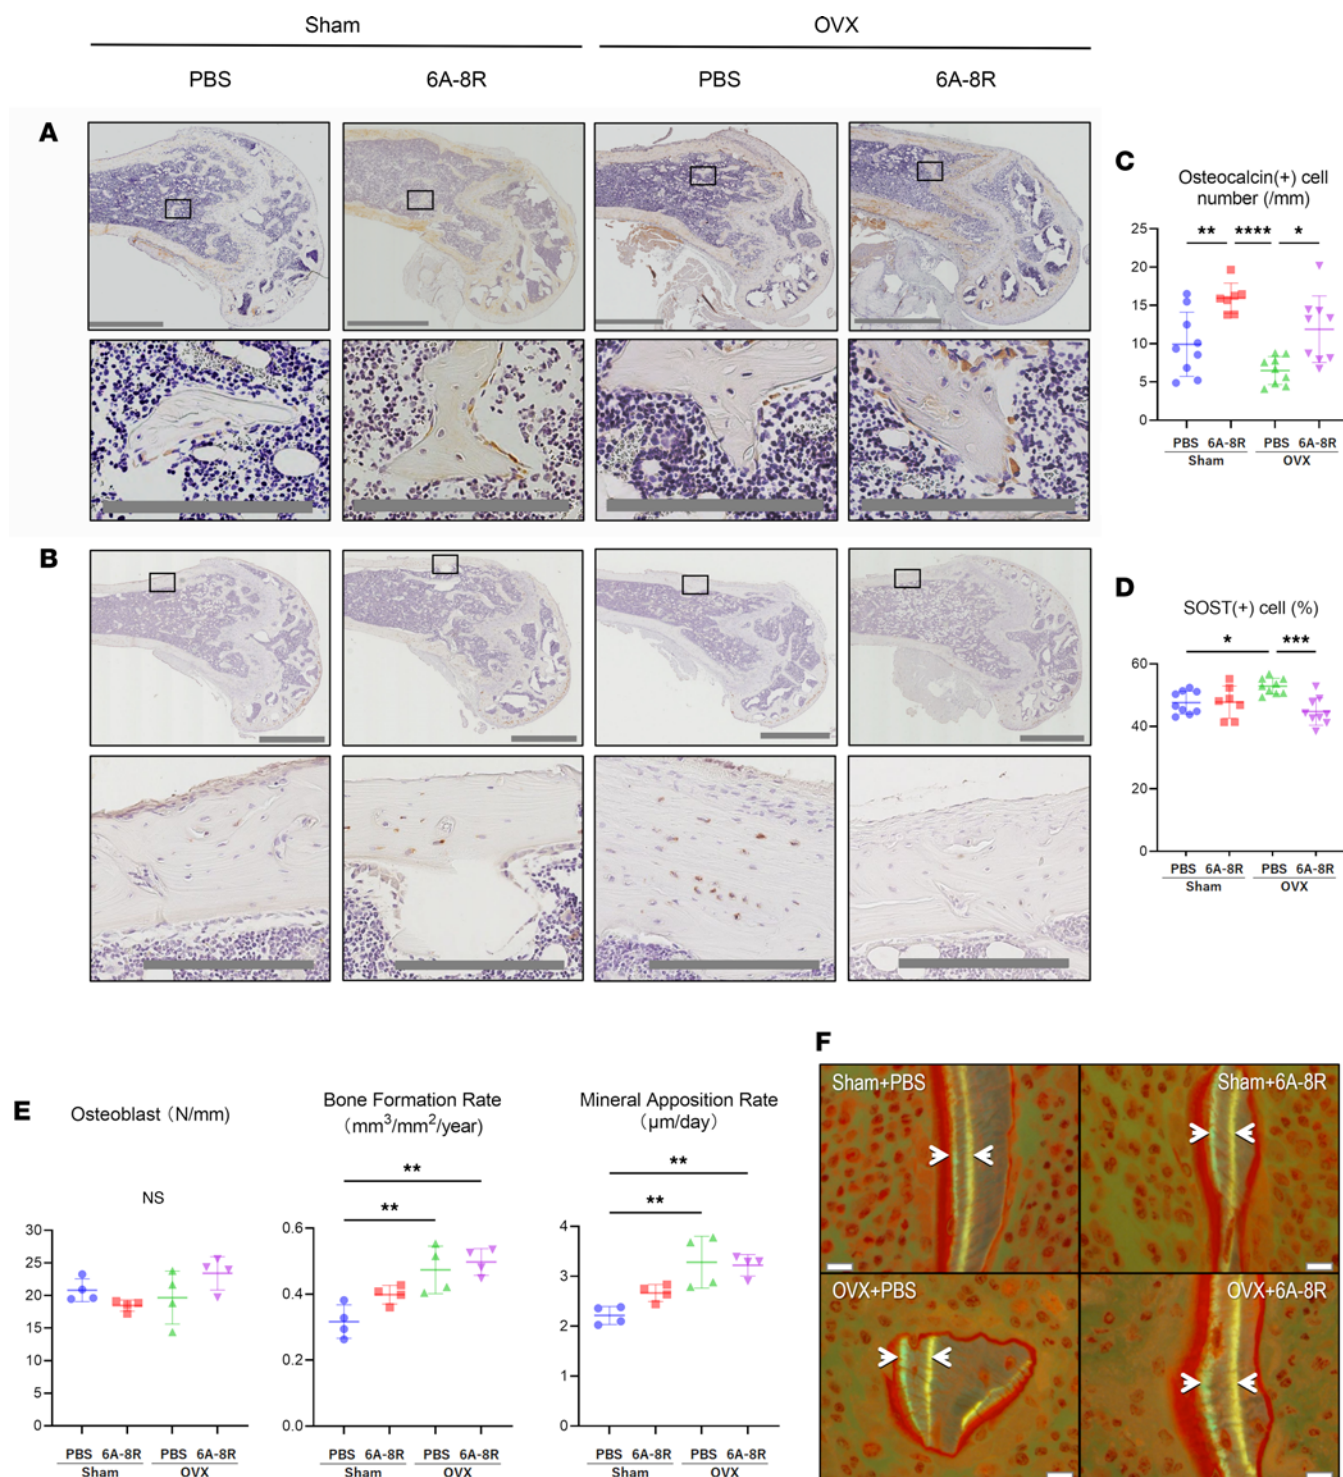 Sham
OVX
PBS
6A-8R
PBS
6A-8R
A
B
C
Osteocalcin(+) cell
number (/mm)
** **** *
25
20
15
10
5
0
PBS 6A-8R PBS 6A-8R
Sham OVX
D
SOST(+) cell (%)
* ***
60
40
20
0
PBS 6A-8R PBS 6A-8R
Sham OVX
E
Osteoblast (N/mm)
NS
30
25
20
15
10
5
0
PBS 6A-8R PBS 6A-8R
Sham OVX
Bone Formation Rate
(mm³/mm²/year)
**
**
0.6
0.4
0.2
0.0
PBS 6A-8R PBS 6A-8R
Sham OVX
Mineral Apposition Rate
(µm/day)
**
**
4
3
2
1
0
PBS 6A-8R PBS 6A-8R
Sham OVX
F
Sham+PBS
Sham+6A-8R
OVX+PBS
OVX+6A-8R